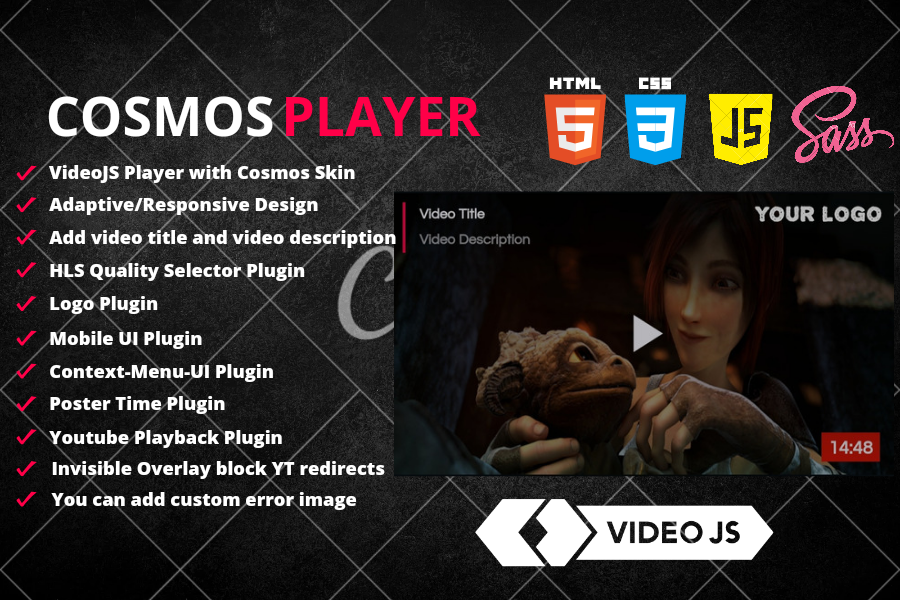 COSMOS PLAYER
HTML
5
CSS
3
JS
Sass
VideoJS Player with Cosmos Skin
Adaptive/Responsive Design
Add video title and video description
HLS Quality Selector Plugin
Logo Plugin
Mobile UI Plugin
Context-Menu-UI Plugin
Poster Time Plugin
Youtube Playback Plugin
Invisible Overlay block YT redirects
You can add custom error image
Video Title
Video Description
YOUR LOGO
14:48
VIDEO JS